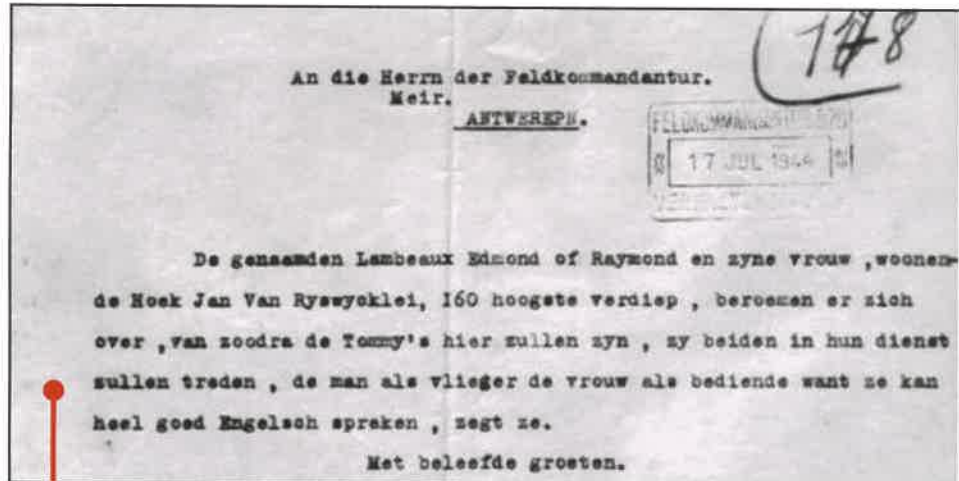 1178
An die Herrn der Feldkommandantur.
Meir.
ANTWEREPN.
17 JUL 1944
De genaamden Lambeaux Edmond of Raymond en zyne vrouw ,woonen-
de Hoek Jan Van Ryswycklei, I60 hoogste verdiep , beroemen er zich
over ,van zoodra de Tommy's hier zullen zyn , zy beiden in hun dienst
zullen treden , de man als vlieger de vrouw als bediende want ze kan
heel goed Engelsch spreken , zegt ze.
Met beleefde groeten.